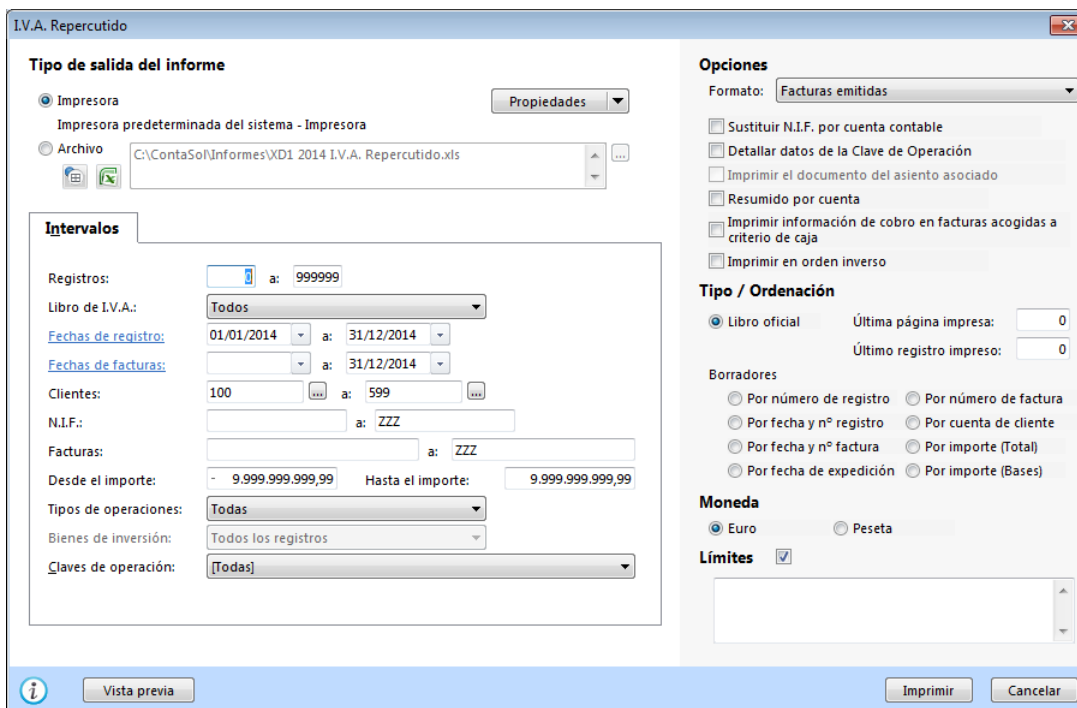 I.V.A. Repercutido
Tipo de salida del informe
Impresora
Propiedades
Impresora predeterminada del sistema - Impresora
Archivo
C:\ContaSol\Informes\XD1 2014 I.V.A. Repercutido.xls
...
Intervalos
Registros: 0 a: 999999
Libro de I.V.A.: Todos
Fechas de registro: 01/01/2014 a: 31/12/2014
Fechas de facturas: a: 31/12/2014
Clientes: 100 ... a: 599 ...
N.I.F.: a: ZZZ
Facturas: a: ZZZ
Desde el importe: - 9.999.999.999,99 Hasta el importe: 9.999.999.999,99
Tipos de operaciones: Todas
Bienes de inversión: Todos los registros
Claves de operación: [Todas]
Opciones
Formato: Facturas emitidas
Sustituir N.I.F. por cuenta contable
Detallar datos de la Clave de Operación
Imprimir el documento del asiento asociado
Resumido por cuenta
Imprimir información de cobro en facturas acogidas a
criterio de caja
Imprimir en orden inverso
Tipo / Ordenación
Libro oficial Última página impresa: 0
Último registro impreso: 0
Borradores
Por número de registro Por número de factura
Por fecha y nº registro Por cuenta de cliente
Por fecha y nº factura Por importe (Total)
Por fecha de expedición Por importe (Bases)
Moneda
Euro Peseta
Límites
Vista previa Imprimir Cancelar